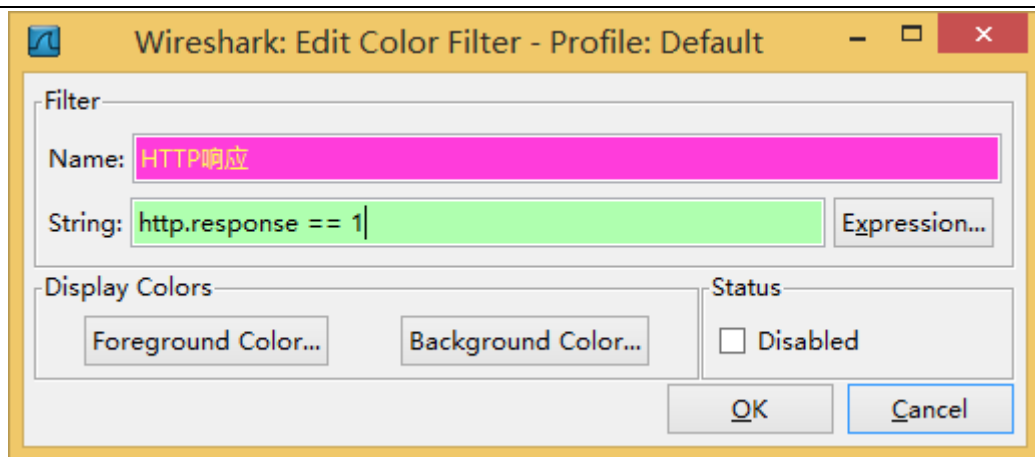 Wireshark: Edit Color Filter - Profile: Default
Filter
Name: HTTP响应
String: http.response == 1 Expression...
Display Colors
Status
Foreground Color... Background Color... Disabled
OK Cancel